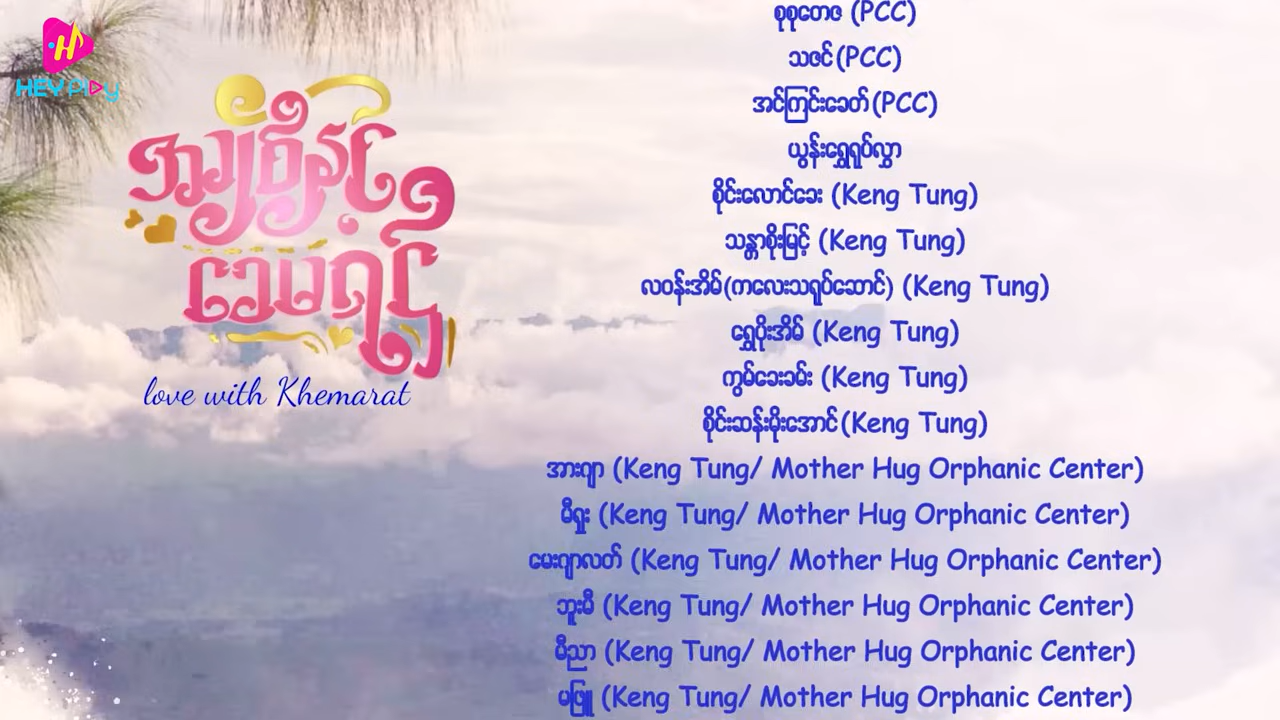 HEY Play
အချစ်နှင့်
ခေမရဋ်
love with Khemarat
စုစုတေဇ (PCC)
သဇင်(PCC)
အင်ကြင်းခေတ်(PCC)
ယွန်းရွှေရုပ်လွှာ
စိုင်းလောင်ခေး (Keng Tung)
သန္တာစိုးမြင့် (Keng Tung)
လဝန်းအိမ်(ကလေးသရုပ်ဆောင်) (Keng Tung)
ရွှေပိုးအိမ် (Keng Tung)
ကွမ်ခေးခမ်း (Keng Tung)
စိုင်းဆန်းမိုးအောင်(Keng Tung)
အားဂျာ (Keng Tung/ Mother Hug Orphanic Center)
မီရှုး (Keng Tung/ Mother Hug Orphanic Center)
မေးဂျာလတ် (Keng Tung/ Mother Hug Orphanic Center)
ဘူးမီ (Keng Tung/ Mother Hug Orphanic Center)
မီညာ (Keng Tung/ Mother Hug Orphanic Center)
မဖြူ (Keng Tung/ Mother Hug Orphanic Center)